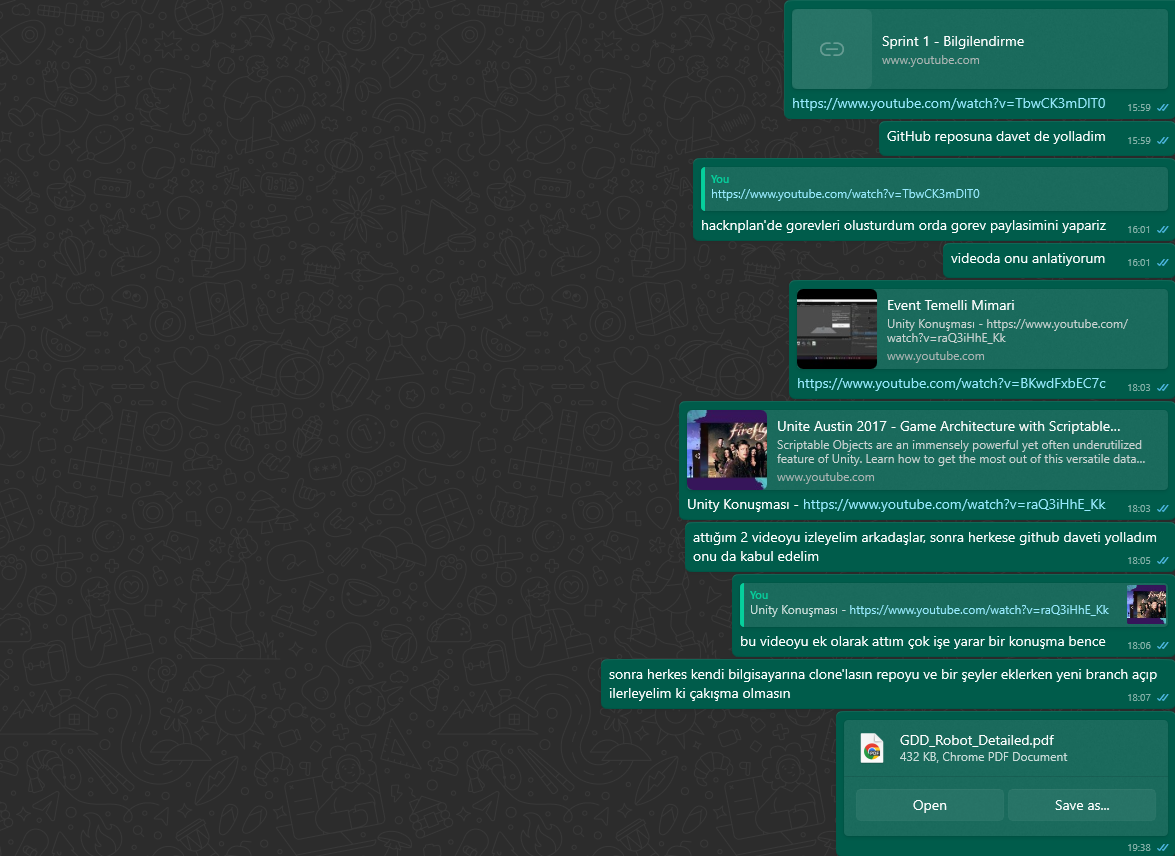 Sprint 1 - Bilgilendirme
www.youtube.com
https://www.youtube.com/watch?v=TbwCK3mDlT0
15:59
GitHub reposuna davet de yolladim
15:59
You
https://www.youtube.com/watch?v=TbwCK3mDlT0
hacknplan'de gorevleri olusturdum orda gorev paylasimini yapariz
16:01
videoda onu anlatiyorum
16:01
Event Temelli Mimari
Unity Konuşması - https://www.youtube.com/
watch?v=raQ3iHhE_Kk
www.youtube.com
https://www.youtube.com/watch?v=BKwdFxbEC7c
18:03
firefly
Unite Austin 2017 - Game Architecture with Scriptable...
Scriptable Objects are an immensely powerful yet often underutilized
feature of Unity. Learn how to get the most out of this versatile data...
www.youtube.com
Unity Konuşması - https://www.youtube.com/watch?v=raQ3iHhE_Kk
18:03
attığım 2 videoyu izleyelim arkadaşlar, sonra herkese github daveti yolladım
onu da kabul edelim
18:05
You
Unity Konuşması - https://www.youtube.com/watch?v=raQ3iHhE_Kk
bu videoyu ek olarak attım çok işe yarar bir konuşma bence
18:06
sonra herkes kendi bilgisayarına clone'lasın repoyu ve bir şeyler eklerken yeni branch açıp
ilerleyelim ki çakışma olmasın
18:07
GDD_Robot_Detailed.pdf
432 KB, Chrome PDF Document
Open
Save as...
19:38